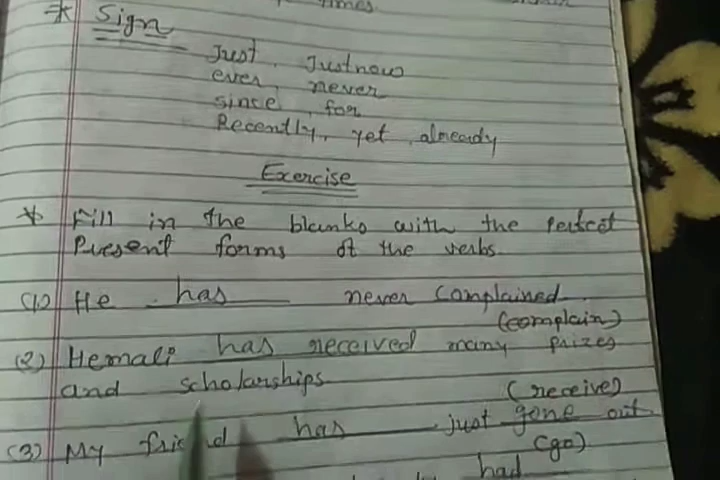 times.
* Sign
Just, Justnow
ever, never
since, for
Recently, yet, already
Exercise
* Fill in the blanks with the perfect
Present forms of the verbs.
(1) He has never complained.
(complain)
(2) Hemali has received many prizes
and scholarships (receive)
(3) My friend has just gone out
(go)
had